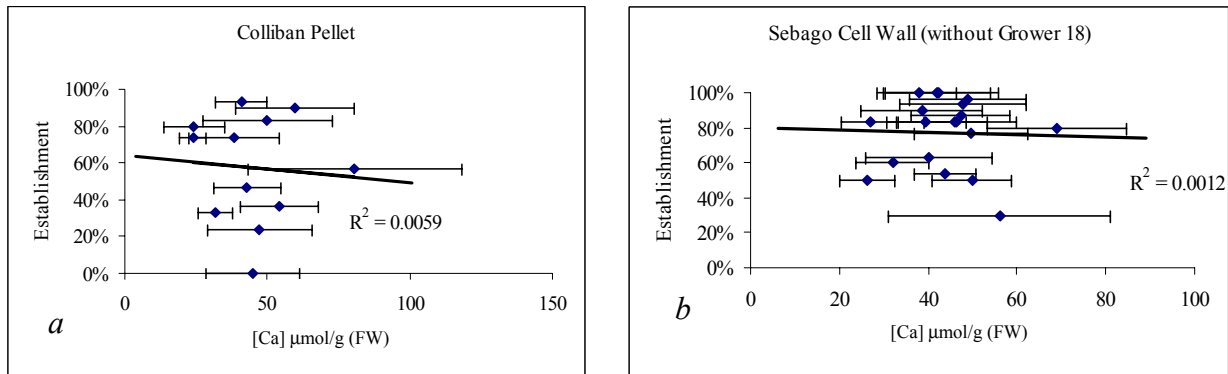 Colliban Pellet
100%
80%
60%
40%
20%
0%
Establishment
R² = 0.0059
0
50
100
150
[Ca] μmol/g (FW)
a
Sebago Cell Wall (without Grower 18)
100%
80%
60%
40%
20%
0%
Establishment
R² = 0.0012
0
20
40
60
80
100
[Ca] μmol/g (FW)
b